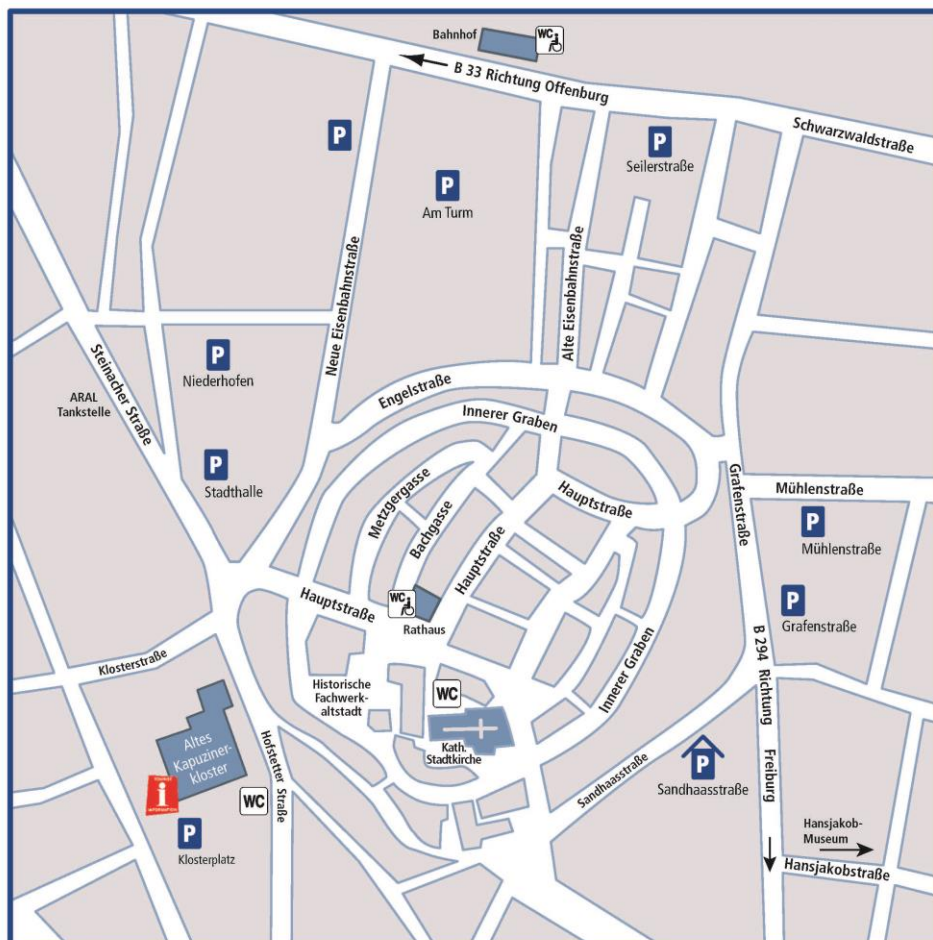 Bahnhof
WC
B 33 Richtung Offenburg
Schwarzwaldstraße
P
P
Seilerstraße
P
Am Turm
Neue Eisenbahnstraße
Alte Eisenbahnstraße
Steinacher Straße
P
Niederhofen
ARAL
Tankstelle
Engelstraße
Innerer Graben
P
Stadthalle
Metzgergasse
Bachgasse
Hauptstraße
Hauptstraße
Grafenstraße
Mühlenstraße
P
Mühlenstraße
Hauptstraße
WC
Rathaus
P
Grafenstraße
Innerer Graben
B 294 Richtung Freiburg
Klosterstraße
Historische
Fachwerk-
altstadt
WC
Kath.
Stadtkirche
Altes
Kapuziner-
kloster
Hofstetter Straße
TOURIST
i
INFORMATION
WC
P
Klosterplatz
Sandhaasstraße
P
Sandhaasstraße
Hansjakob-
Museum
Hansjakobstraße